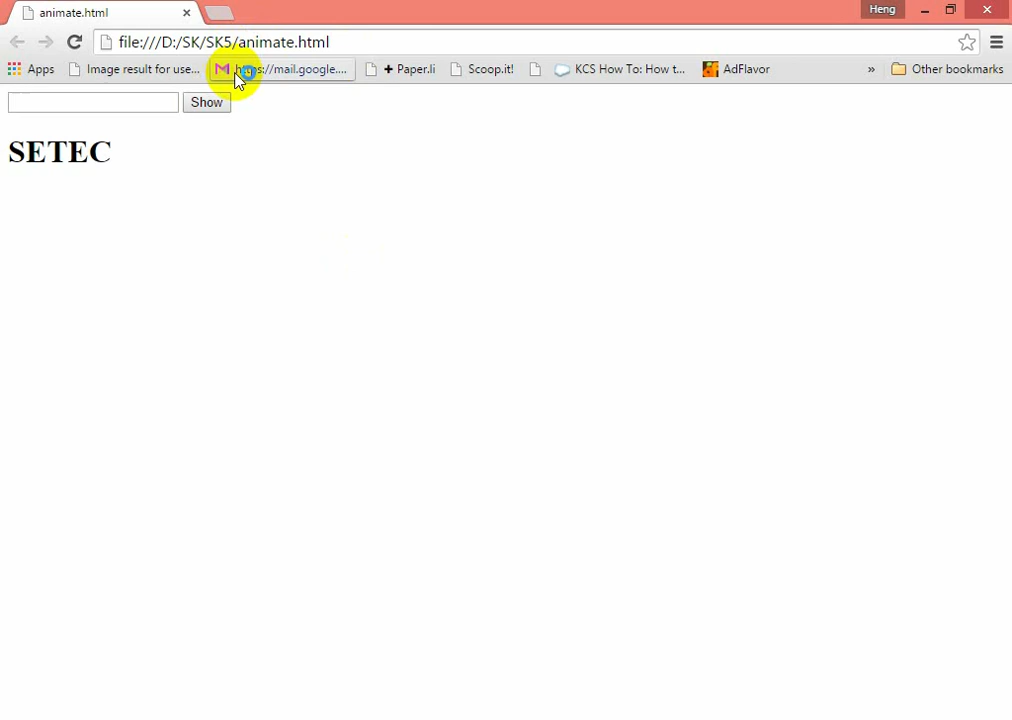 animate.html
Heng
file:///D:/SK/SK5/animate.html
Apps
Image result for use...
https://mail.google....
+ Paper.li
Scoop.it!
KCS How To: How t...
AdFlavor
»
Other bookmarks
Show
SETEC